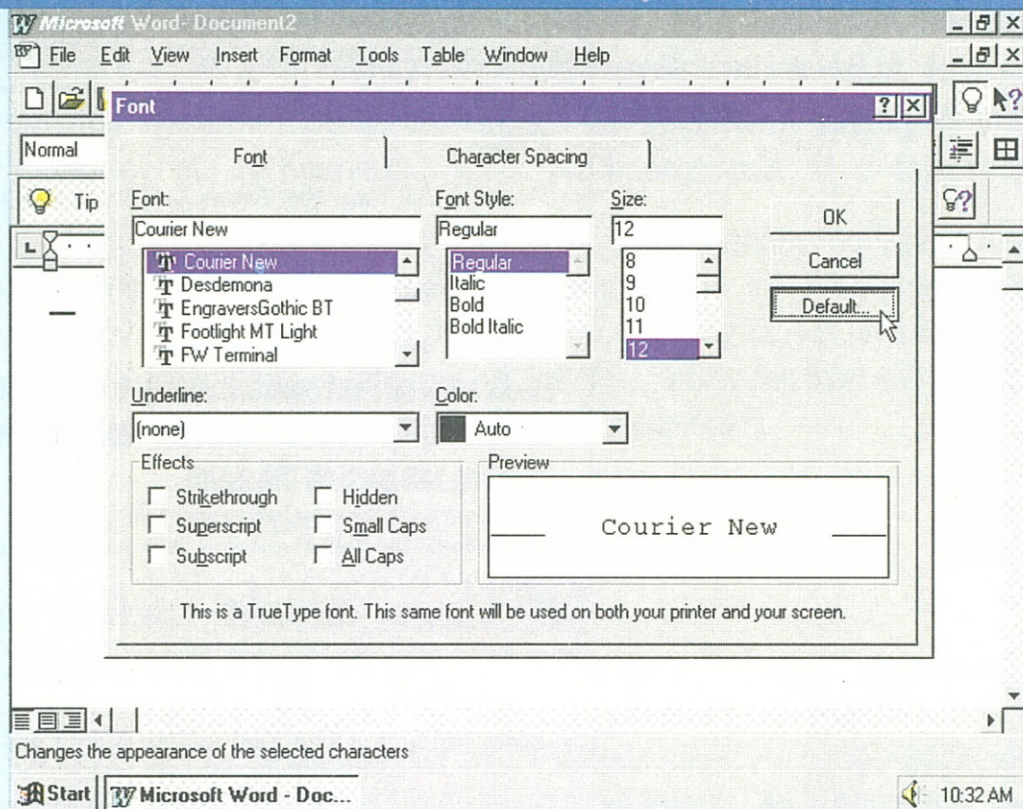 Microsoft Word - Document2
File Edit View Insert Format Tools Table Window Help
Font
Normal
Font Character Spacing
Tip
Font: Font Style: Size:
Courier New Regular 12 OK
Courier New Regular 8 Cancel
Desdemona Italic 9
EngraversGothic BT Bold 10 Default...
Footlight MT Light Bold Italic 11
FW Terminal 12
Underline: Color:
(none) Auto
Effects Preview
Strikethrough Hidden
Superscript Small Caps
Subscript All Caps
Courier New
This is a TrueType font. This same font will be used on both your printer and your screen.
Changes the appearance of the selected characters
Start Microsoft Word - Doc... 10:32 AM